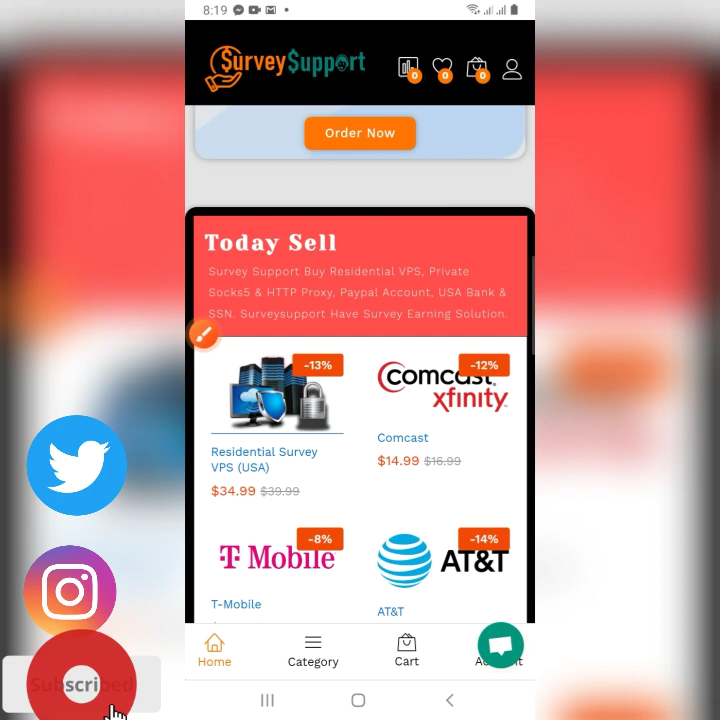 8:19
$urvey$upport
0
0
0
Order Now
Today Sell
Survey Support Buy Residential VPS, Private
Socks5 & HTTP Proxy, Paypal Account, USA Bank &
SSN. Surveysupport Have Survey Earning Solution.
-13%
-12%
comcast
xfinity
Residential Survey
VPS (USA)
$34.99 $39.99
Comcast
$14.99 $16.99
-8%
-14%
T Mobile
AT&T
T-Mobile
AT&T
Home
Category
Cart
Subscribed